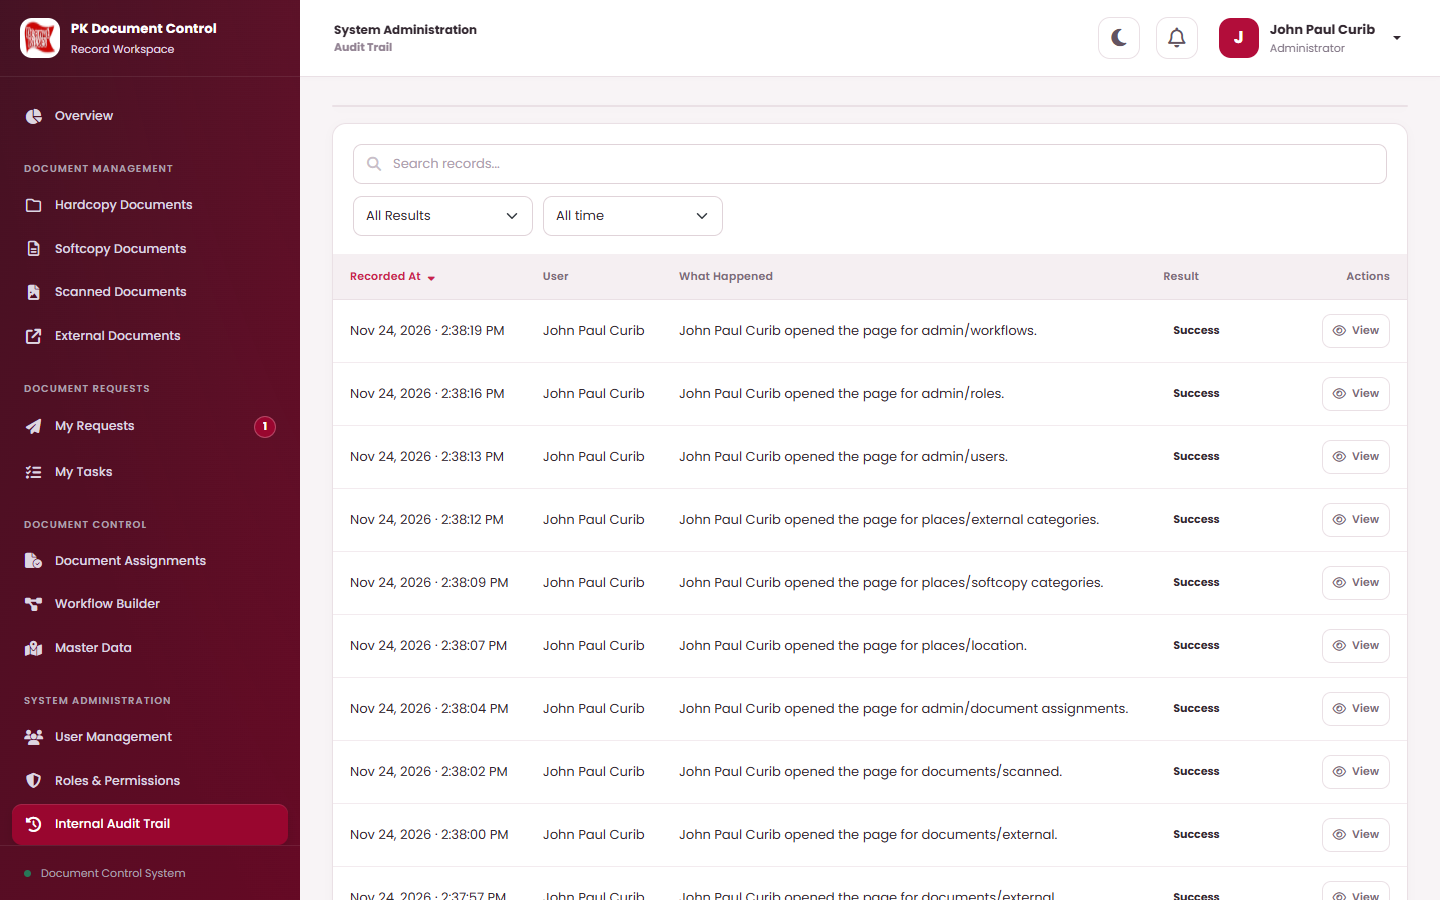 PK Document Control
Record Workspace
Overview
DOCUMENT MANAGEMENT
Hardcopy Documents
Softcopy Documents
Scanned Documents
External Documents
DOCUMENT REQUESTS
My Requests 1
My Tasks
DOCUMENT CONTROL
Document Assignments
Workflow Builder
Master Data
SYSTEM ADMINISTRATION
User Management
Roles & Permissions
Internal Audit Trail
Document Control System
System Administration
Audit Trail
J
John Paul Curib
Administrator
Search records...
All Results All time
Recorded At User What Happened Result Actions
Nov 24, 2026 · 2:38:19 PM John Paul Curib John Paul Curib opened the page for admin/workflows. Success View
Nov 24, 2026 · 2:38:16 PM John Paul Curib John Paul Curib opened the page for admin/roles. Success View
Nov 24, 2026 · 2:38:13 PM John Paul Curib John Paul Curib opened the page for admin/users. Success View
Nov 24, 2026 · 2:38:12 PM John Paul Curib John Paul Curib opened the page for places/external categories. Success View
Nov 24, 2026 · 2:38:09 PM John Paul Curib John Paul Curib opened the page for places/softcopy categories. Success View
Nov 24, 2026 · 2:38:07 PM John Paul Curib John Paul Curib opened the page for places/location. Success View
Nov 24, 2026 · 2:38:04 PM John Paul Curib John Paul Curib opened the page for admin/document assignments. Success View
Nov 24, 2026 · 2:38:02 PM John Paul Curib John Paul Curib opened the page for documents/scanned. Success View
Nov 24, 2026 · 2:38:00 PM John Paul Curib John Paul Curib opened the page for documents/external. Success View
Nov 24, 2026 · 2:37:57 PM John Paul Curib John Paul Curib opened the page for documents/external. Success View